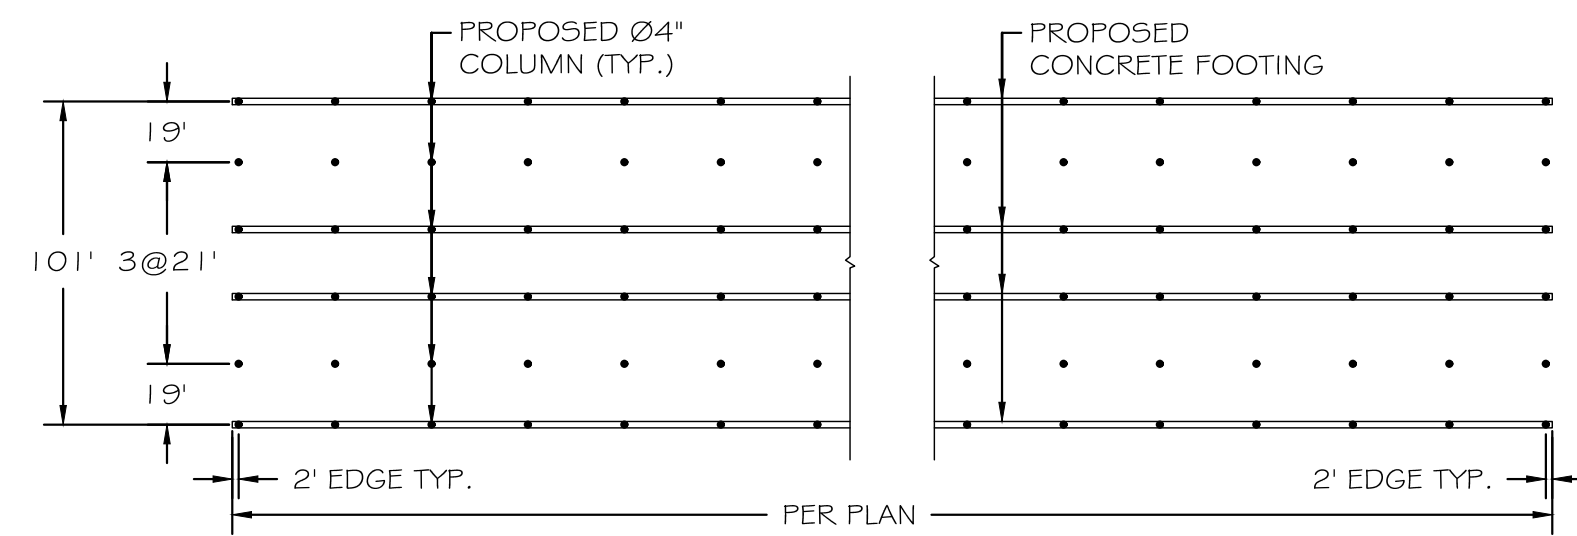 PROPOSED Ø4"
COLUMN (TYP.)
PROPOSED
CONCRETE FOOTING
19'
101'
3@21'
19'
2' EDGE TYP.
2' EDGE TYP.
PER PLAN